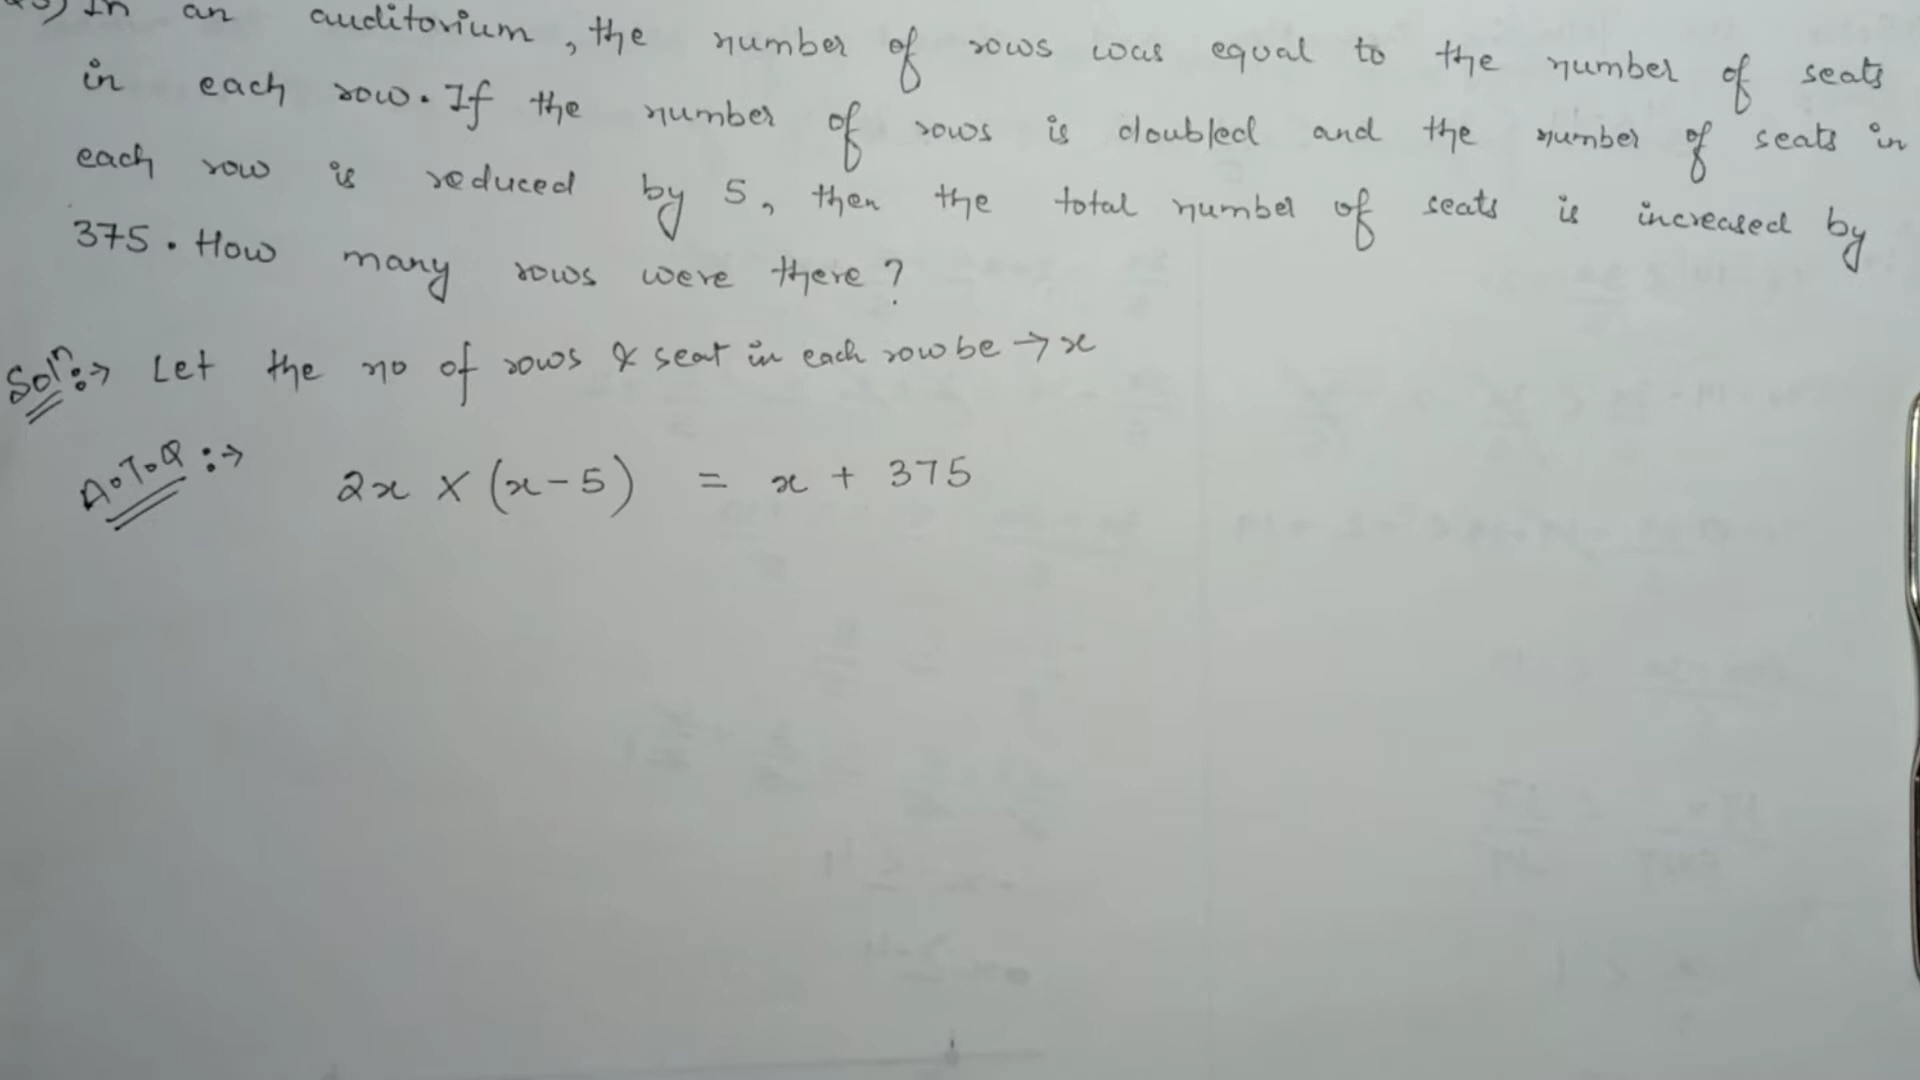 In an auditorium, the number of rows was equal to the number of seats
in each row. If the number of rows is doubled and the number of seats in
each row is reduced by 5, then the total number of seats is increased by
375. How many rows were there?
Soln:→ Let the no of rows & seat in each row be → x
A.T.Q:→ 2x × (x-5) = x + 375